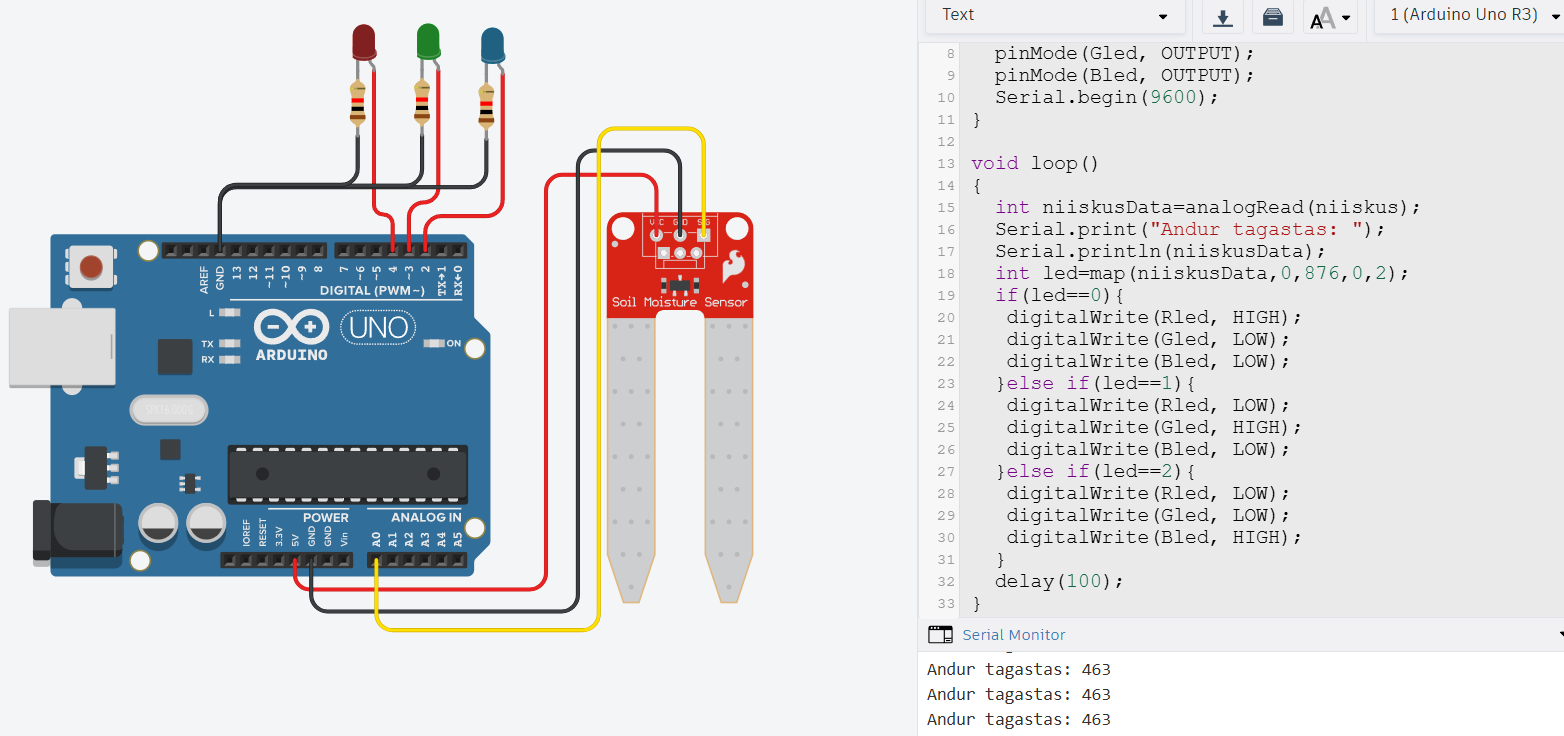 Text
1 (Arduino Uno R3)
8 pinMode(Gled, OUTPUT);
9 pinMode(Bled, OUTPUT);
10 Serial.begin(9600);
11 }
12
13 void loop()
14 {
15 int niiskusData=analogRead(niiskus);
16 Serial.print("Andur tagastas: ");
17 Serial.println(niiskusData);
18 int led=map(niiskusData,0,876,0,2);
19 if(led==0){
20 digitalWrite(Rled, HIGH);
21 digitalWrite(Gled, LOW);
22 digitalWrite(Bled, LOW);
23 }else if(led==1){
24 digitalWrite(Rled, LOW);
25 digitalWrite(Gled, HIGH);
26 digitalWrite(Bled, LOW);
27 }else if(led==2){
28 digitalWrite(Rled, LOW);
29 digitalWrite(Gled, LOW);
30 digitalWrite(Bled, HIGH);
31 }
32 delay(100);
33 }
Serial Monitor
Andur tagastas: 463
Andur tagastas: 463
Andur tagastas: 463
AREF GND 13 12 ~11 ~10 ~9 8 7 ~6 ~5 4 ~3 2 TX→1 RX←0
DIGITAL (PWM~)
L
TX
RX
UNO
ON
ARDUINO
POWER
ANALOG IN
IOREF RESET 3.3V 5V GND GND Vin A0 A1 A2 A3 A4 A5
Soil Moisture Sensor